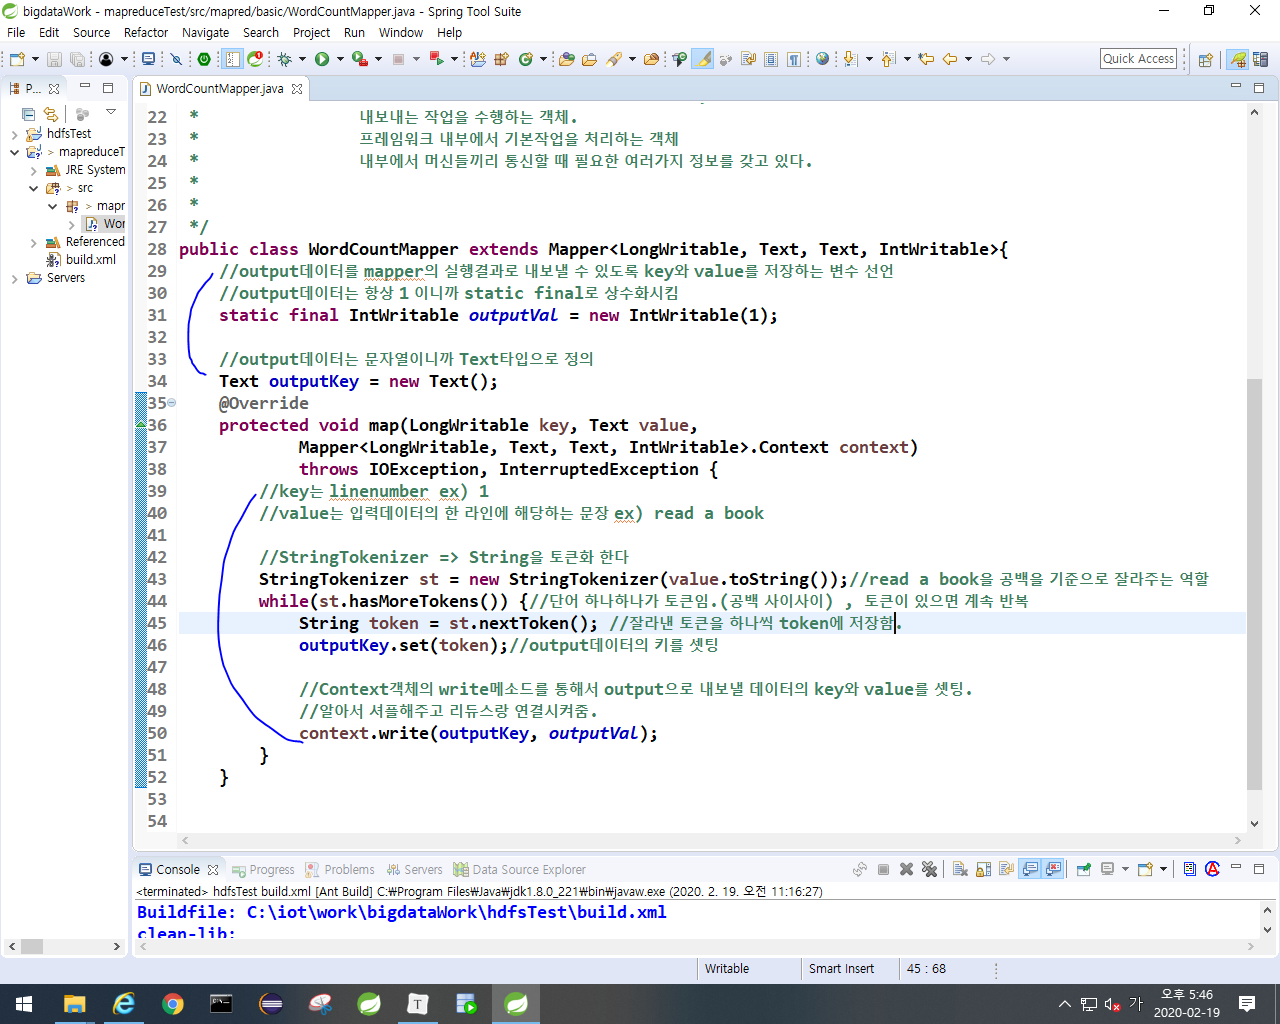 bigdataWork - mapreduceTest/src/mapred/basic/WordCountMapper.java - Spring Tool Suite
File Edit Source Refactor Navigate Search Project Run Window Help
Quick Access
P...
WordCountMapper.java
hdfsTest
> mapreduceT
JRE System
> src
> mapr
Wor
Referenced
build.xml
Servers
22 * 내보내는 작업을 수행하는 객체.
23 * 프레임워크 내부에서 기본작업을 처리하는 객체
24 * 내부에서 머신들끼리 통신할 때 필요한 여러가지 정보를 갖고 있다.
25 *
26 *
27 */
28 public class WordCountMapper extends Mapper<LongWritable, Text, Text, IntWritable>{
29 //output데이터를 mapper의 실행결과로 내보낼 수 있도록 key와 value를 저장하는 변수 선언
30 //output데이터는 항상 1 이니까 static final로 상수화시킴
31 static final IntWritable outputVal = new IntWritable(1);
32
33 //output데이터는 문자열이니까 Text타입으로 정의
34 Text outputKey = new Text();
35 @Override
36 protected void map(LongWritable key, Text value,
37 Mapper<LongWritable, Text, Text, IntWritable>.Context context)
38 throws IOException, InterruptedException {
39 //key는 linenumber ex) 1
40 //value는 입력데이터의 한 라인에 해당하는 문장 ex) read a book
41
42 //StringTokenizer => String을 토큰화 한다
43 StringTokenizer st = new StringTokenizer(value.toString());//read a book을 공백을 기준으로 잘라주는 역할
44 while(st.hasMoreTokens()) {//단어 하나하나가 토큰임.(공백 사이사이) , 토큰이 있으면 계속 반복
45 String token = st.nextToken(); //잘라낸 토큰을 하나씩 token에 저장함.
46 outputKey.set(token);//output데이터의 키를 셋팅
47
48 //Context객체의 write메소드를 통해서 output으로 내보낼 데이터의 key와 value를 셋팅.
49 //알아서 셔플해주고 리듀스랑 연결시켜줌.
50 context.write(outputKey, outputVal);
51 }
52 }
53
54
Console Progress Problems Servers Data Source Explorer
<terminated> hdfsTest build.xml [Ant Build] C:₩Program Files₩Java₩jdk1.8.0_221₩bin₩javaw.exe (2020. 2. 19. 오전 11:16:27)
Buildfile: C:\iot\work\bigdataWork\hdfsTest\build.xml
clean-lib:
Writable Smart Insert 45 : 68
가
오후 5:46
2020-02-19